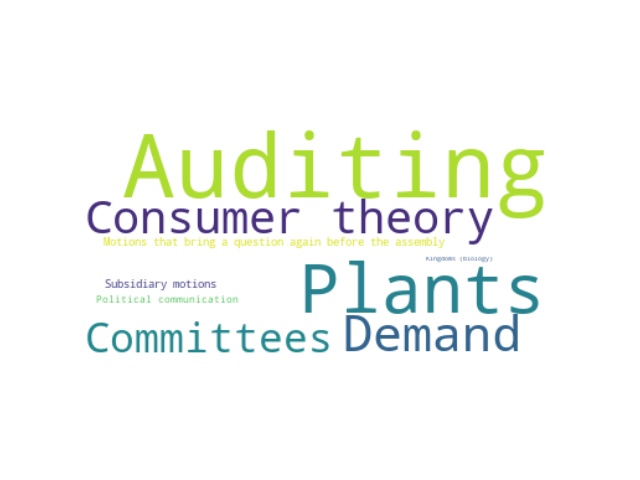 Auditing
Consumer theory
Motions that bring a question again before the assembly
Kingdoms (biology)
Plants
Subsidiary motions
Political communication
Committees
Demand